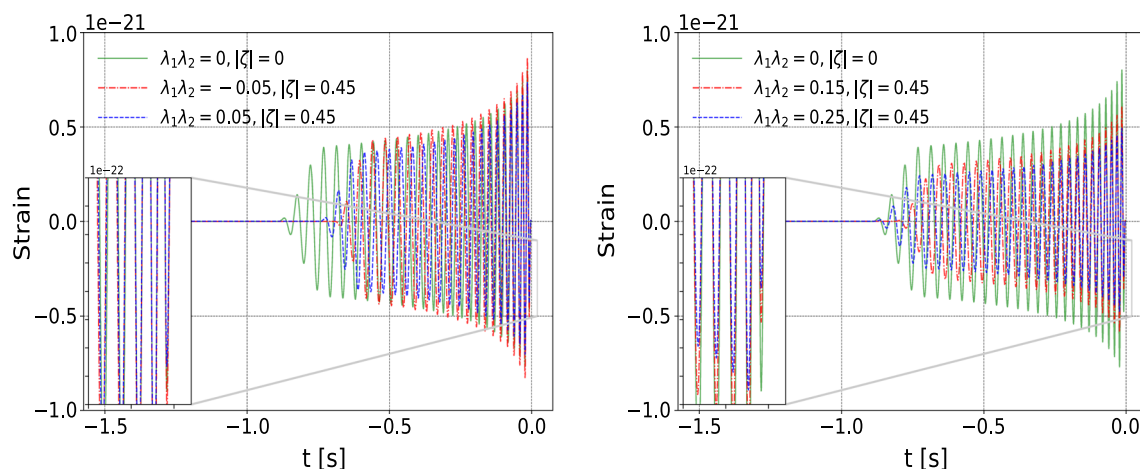 1e−21
1.0
λ₁λ₂ = 0, |ζ| = 0
λ₁λ₂ = −0.05, |ζ| = 0.45
λ₁λ₂ = 0.05, |ζ| = 0.45
0.5
1e−22
0.0
−0.5
−1.0
Strain
−1.5
−1.0
−0.5
0.0
t [s]
1e−21
1.0
λ₁λ₂ = 0, |ζ| = 0
λ₁λ₂ = 0.15, |ζ| = 0.45
λ₁λ₂ = 0.25, |ζ| = 0.45
0.5
1e−22
0.0
−0.5
−1.0
Strain
−1.5
−1.0
−0.5
0.0
t [s]